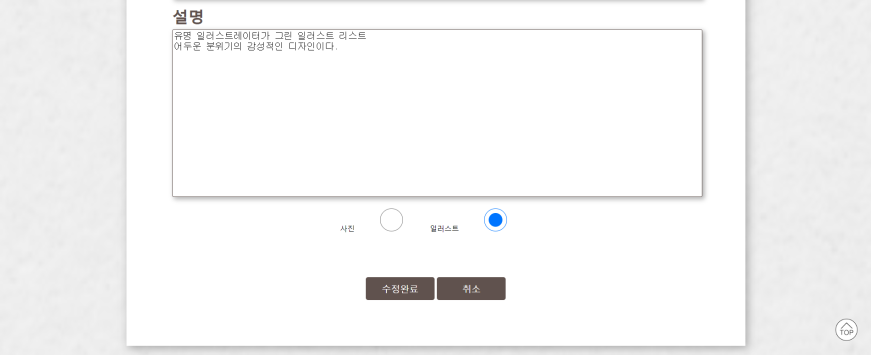 설명
유명 일러스트레이터가 그린 일러스트 리스트
어두운 분위기의 감성적인 디자인이다.
사진 일러스트
수정완료 취소
TOP